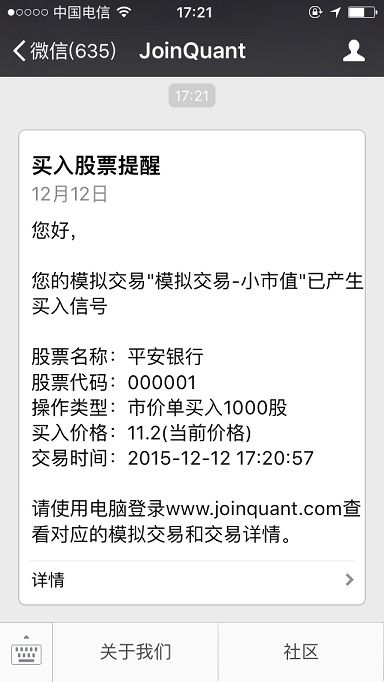 中国电信 17:21
微信(635) JoinQuant
17:21
买入股票提醒
12月12日
您好，
您的模拟交易"模拟交易-小市值"已产生
买入信号
股票名称：平安银行
股票代码：000001
操作类型：市价单买入1000股
买入价格：11.2(当前价格)
交易时间：2015-12-12 17:20:57
请使用电脑登录www.joinquant.com查
看对应的模拟交易和交易详情。
详情
关于我们 社区